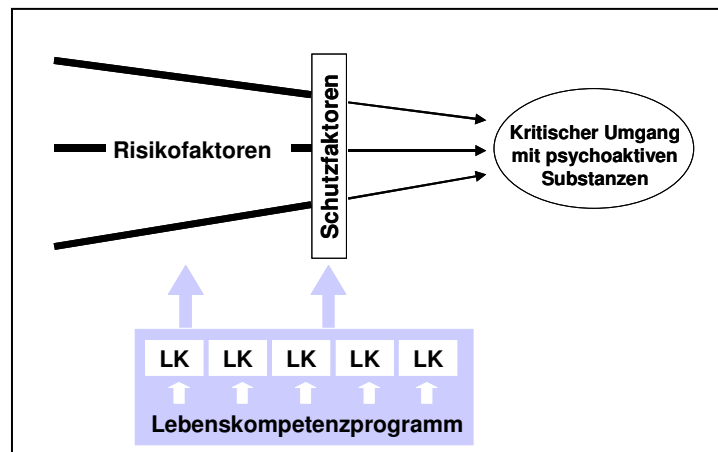 Risikofaktoren
Schutzfaktoren
Kritischer Umgang
mit psychoaktiven
Substanzen
LK LK LK LK LK
Lebenskompetenzprogramm